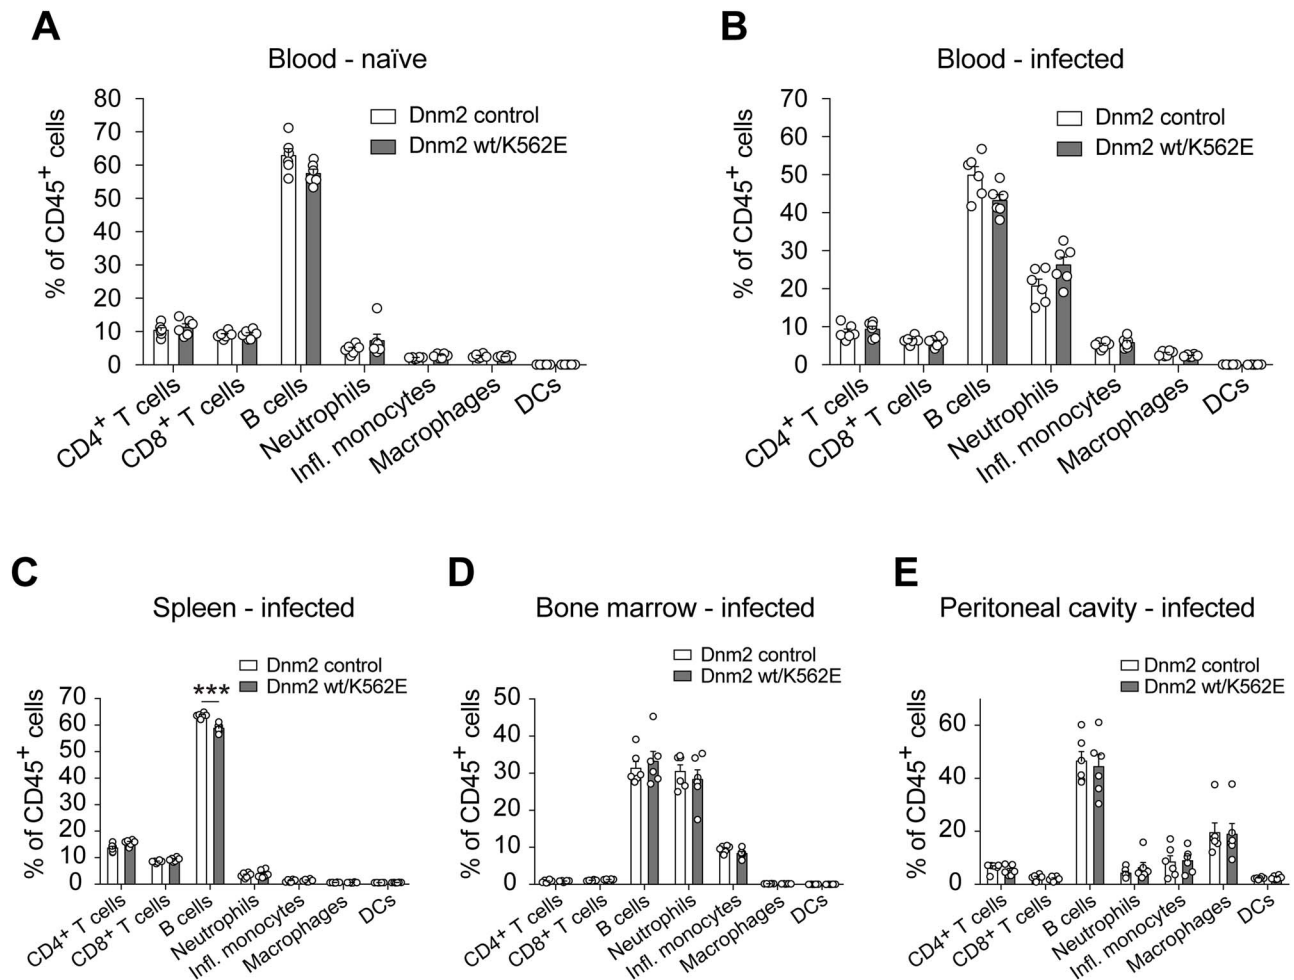 A
Blood - naïve
% of CD45⁺ cells
80
70
60
50
40
30
20
10
0
Dnm2 control
Dnm2 wt/K562E
CD4⁺ T cells
CD8⁺ T cells
B cells
Neutrophils
Infl. monocytes
Macrophages
DCs
B
Blood - infected
% of CD45⁺ cells
70
60
50
40
30
20
10
0
Dnm2 control
Dnm2 wt/K562E
CD4⁺ T cells
CD8⁺ T cells
B cells
Neutrophils
Infl. monocytes
Macrophages
DCs
C
Spleen - infected
% of CD45⁺ cells
70
60
50
40
30
20
10
0
Dnm2 control
Dnm2 wt/K562E
***
CD4⁺ T cells
CD8⁺ T cells
B cells
Neutrophils
Infl. monocytes
Macrophages
DCs
D
Bone marrow - infected
% of CD45⁺ cells
50
40
30
20
10
0
Dnm2 control
Dnm2 wt/K562E
CD4⁺ T cells
CD8⁺ T cells
B cells
Neutrophils
Infl. monocytes
Macrophages
DCs
E
Peritoneal cavity - infected
% of CD45⁺ cells
60
40
20
0
Dnm2 control
Dnm2 wt/K562E
CD4⁺ T cells
CD8⁺ T cells
B cells
Neutrophils
Infl. monocytes
Macrophages
DCs